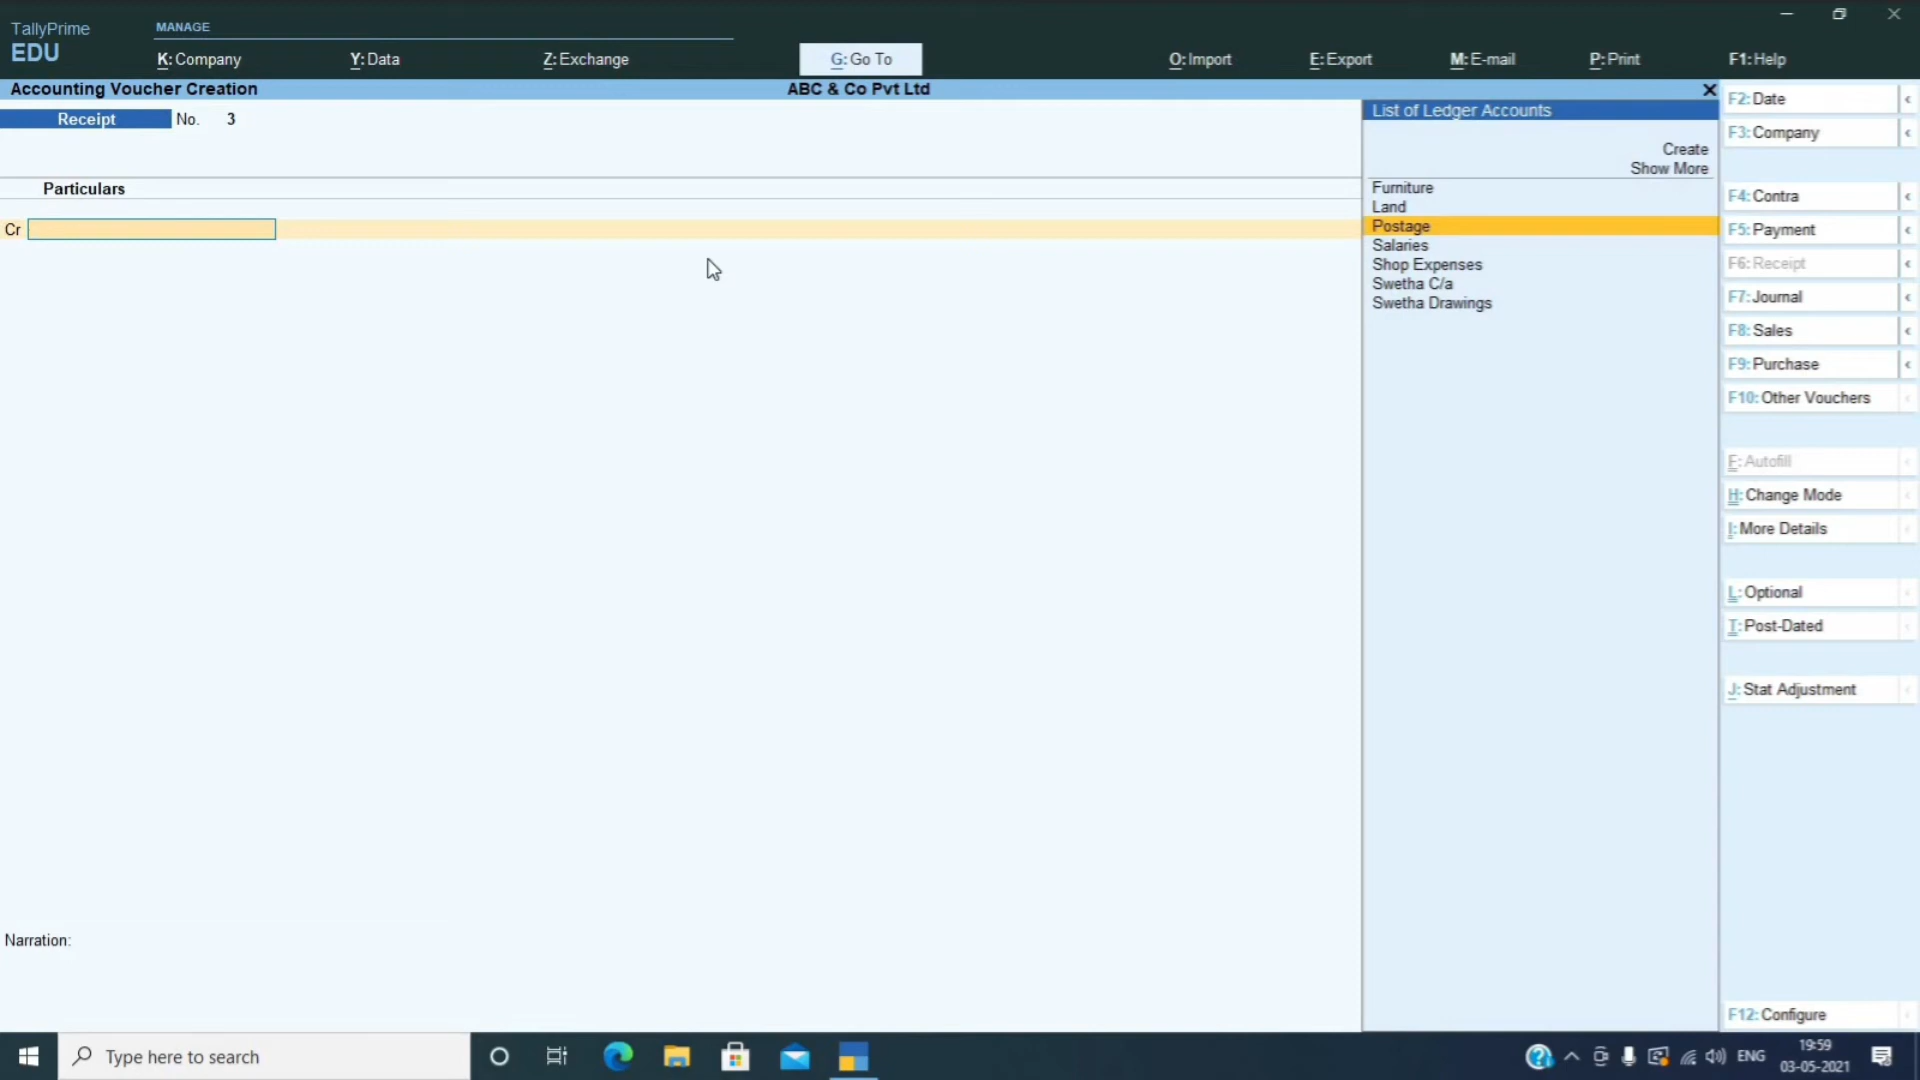 TallyPrime
EDU
MANAGE
K: Company
Y: Data
Z: Exchange
G: Go To
O: Import
E: Export
M: E-mail
P: Print
F1: Help
Accounting Voucher Creation
ABC & Co Pvt Ltd
Receipt No. 3
Particulars
Cr
Narration:
List of Ledger Accounts
Create
Show More
Furniture
Land
Postage
Salaries
Shop Expenses
Swetha C/a
Swetha Drawings
F2: Date
F3: Company
F4: Contra
F5: Payment
F6: Receipt
F7: Journal
F8: Sales
F9: Purchase
F10: Other Vouchers
F: Autofill
H: Change Mode
I: More Details
L: Optional
T: Post-Dated
J: Stat Adjustment
F12: Configure
Type here to search
ENG
19:59
03-05-2021